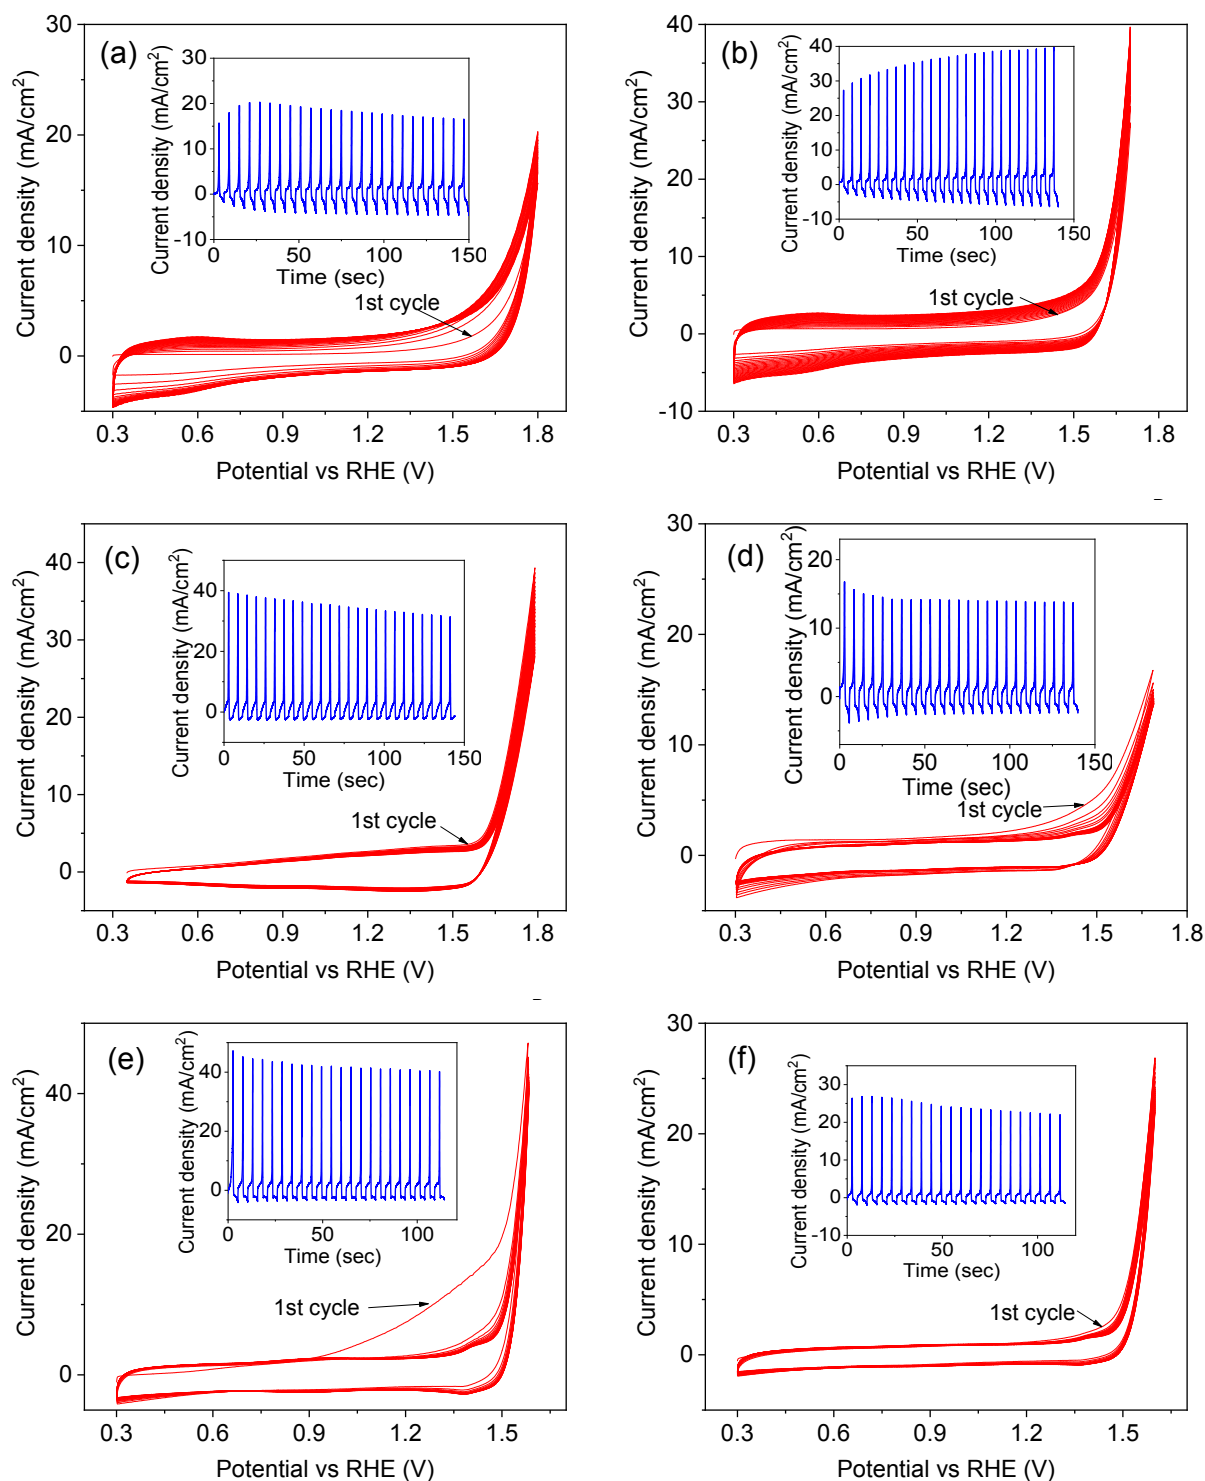 (a)
Current density (mA/cm²)
30
20
10
0
0.3 0.6 0.9 1.2 1.5 1.8
Potential vs RHE (V)
1st cycle
Current density (mA/cm²)
30
20
10
0
-10
0 50 100 150
Time (sec)
(b)
Current density (mA/cm²)
40
30
20
10
0
-10
0.3 0.6 0.9 1.2 1.5 1.8
Potential vs RHE (V)
1st cycle
Current density (mA/cm²)
40
30
20
10
0
-10
0 50 100 150
Time (sec)
(c)
Current density (mA/cm²)
40
30
20
10
0
0.3 0.6 0.9 1.2 1.5 1.8
Potential vs RHE (V)
1st cycle
Current density (mA/cm²)
40
20
0
0 50 100 150
Time (sec)
(d)
Current density (mA/cm²)
30
20
10
0
0.3 0.6 0.9 1.2 1.5 1.8
Potential vs RHE (V)
1st cycle
Current density (mA/cm²)
20
10
0
0 50 100 150
Time (sec)
(e)
Current density (mA/cm²)
40
20
0
0.3 0.6 0.9 1.2 1.5
Potential vs RHE (V)
1st cycle
Current density (mA/cm²)
40
20
0
0 50 100
Time (sec)
(f)
Current density (mA/cm²)
30
20
10
0
0.3 0.6 0.9 1.2 1.5
Potential vs RHE (V)
1st cycle
Current density (mA/cm²)
30
20
10
0
-10
0 50 100
Time (sec)